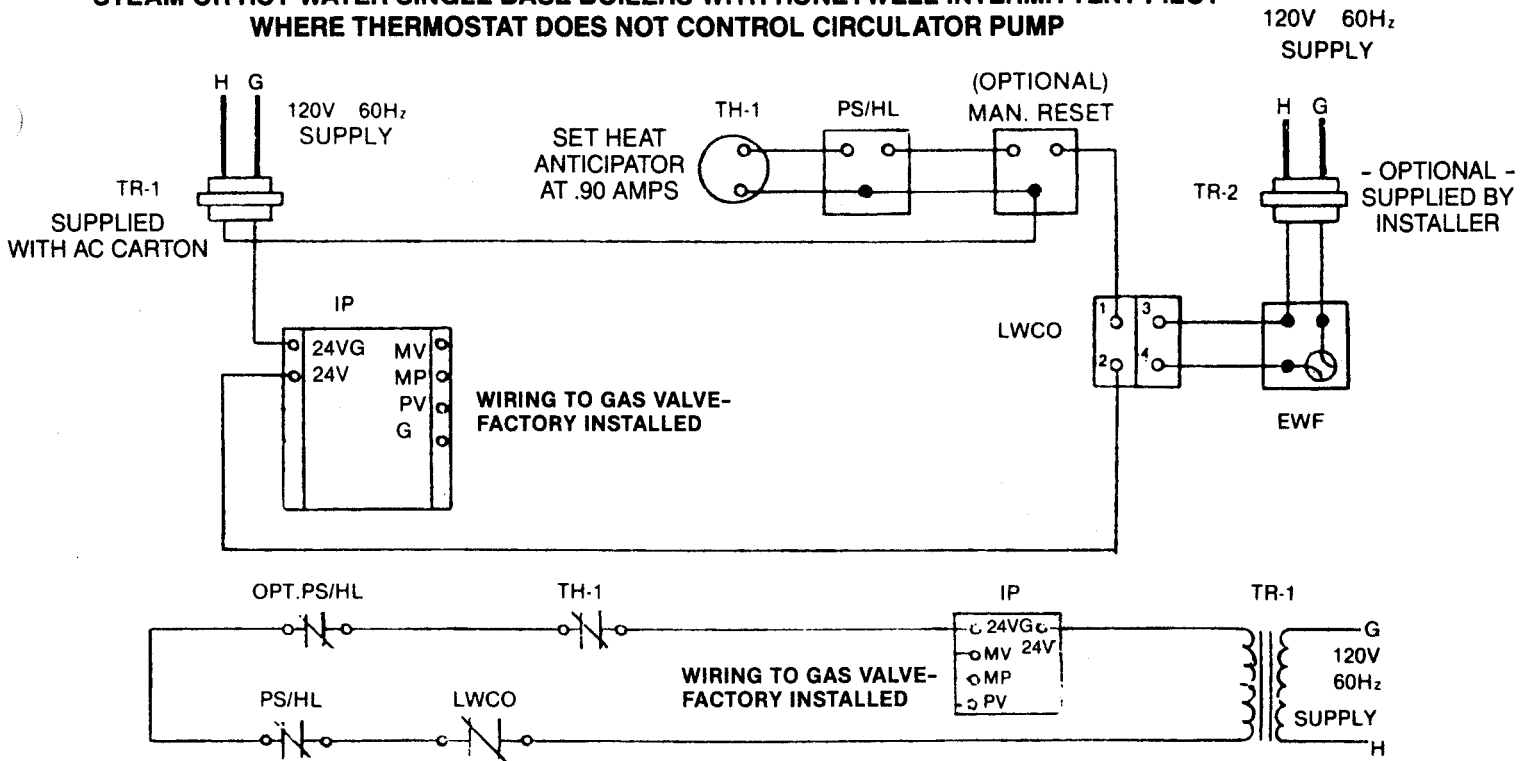 WHERE THERMOSTAT DOES NOT CONTROL CIRCULATOR PUMP
120V 60Hz
SUPPLY
H G
120V 60Hz
SUPPLY
TR-1
SUPPLIED
WITH AC CARTON
SET HEAT
ANTICIPATOR
AT .90 AMPS
TH-1
PS/HL
(OPTIONAL)
MAN. RESET
H G
TR-2
- OPTIONAL -
SUPPLIED BY
INSTALLER
IP
24VG
24V
MV
MP
PV
G
WIRING TO GAS VALVE-
FACTORY INSTALLED
LWCO
1
3
2
4
EWF
OPT.PS/HL
TH-1
IP
TR-1
24VG
MV 24V
MP
PV
WIRING TO GAS VALVE-
FACTORY INSTALLED
PS/HL
LWCO
G
120V
60Hz
SUPPLY
H